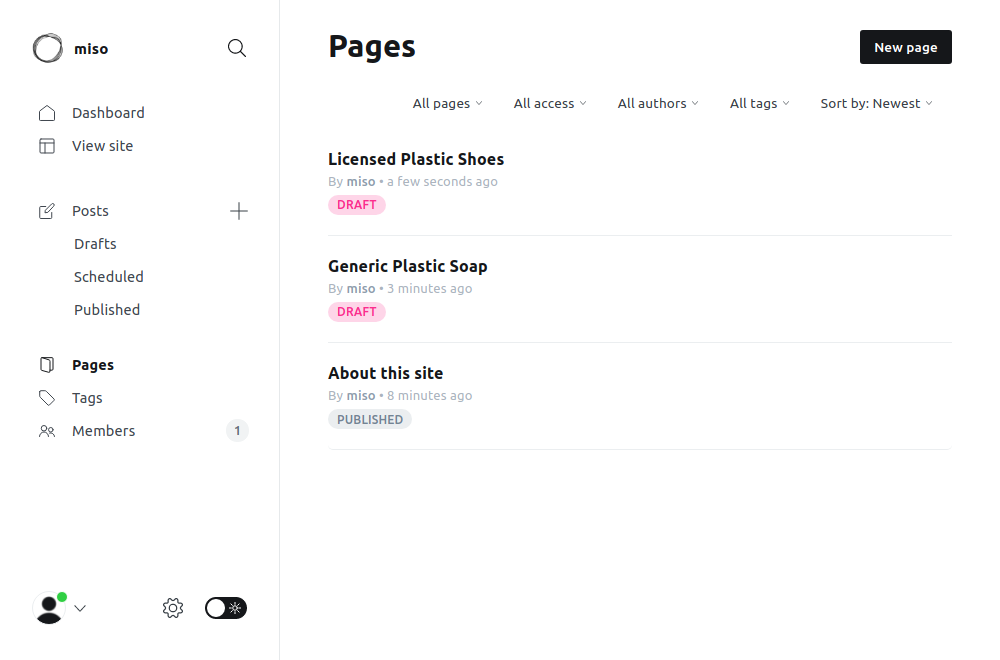 miso
Dashboard
View site
Posts
Drafts
Scheduled
Published
Pages
Tags
Members 1
Pages
New page
All pages All access All authors All tags Sort by: Newest
Licensed Plastic Shoes
By miso • a few seconds ago
DRAFT
Generic Plastic Soap
By miso • 3 minutes ago
DRAFT
About this site
By miso • 8 minutes ago
PUBLISHED